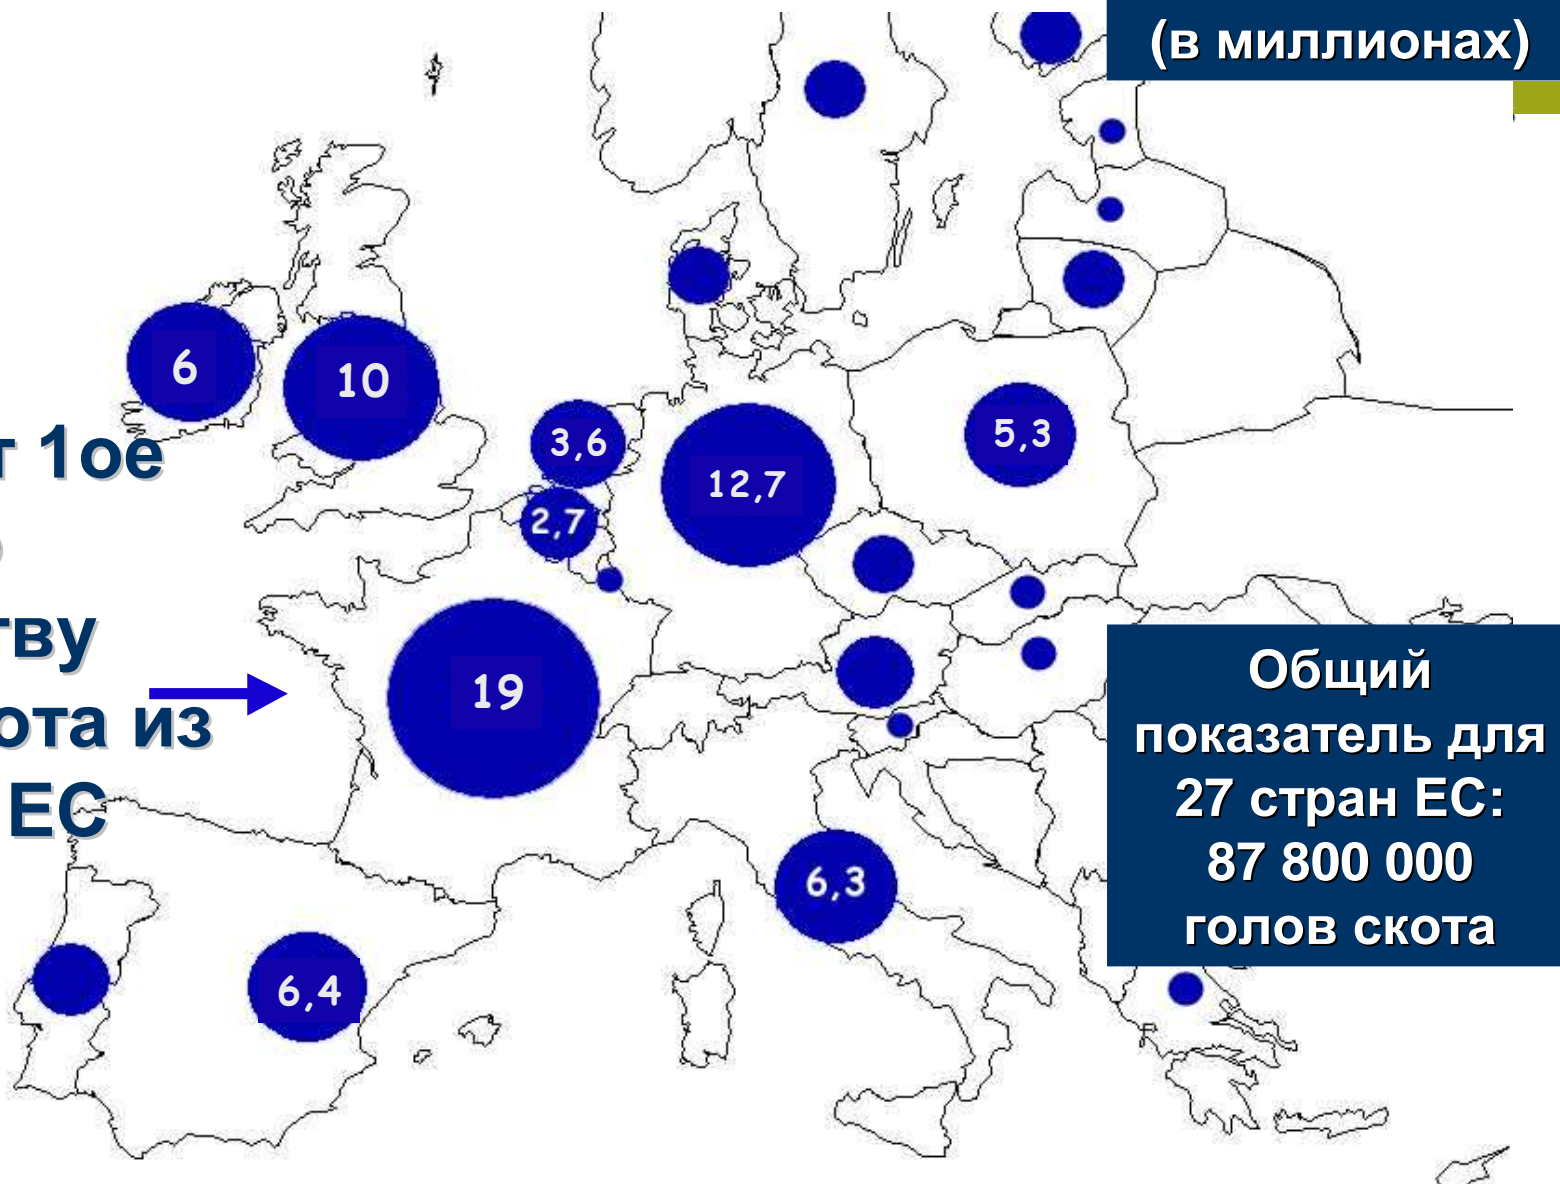 (в миллионах)
6
10
3,6
5,3
12,7
2,7
19
6,3
6,4
1ое
ота из
ЕС
Общий
показатель для
27 стран ЕС:
87 800 000
голов скота